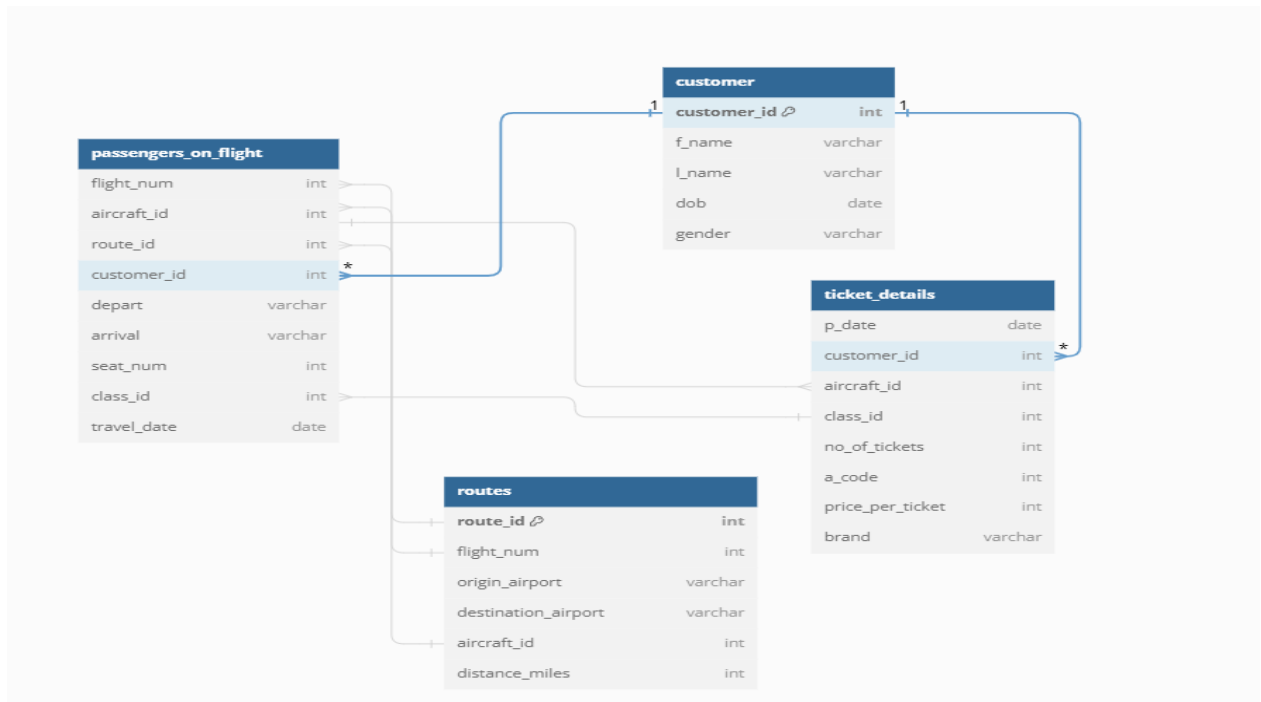 customer
1
customer_id int
1
f_name varchar
l_name varchar
dob date
gender varchar
passengers_on_flight
flight_num int
aircraft_id int
route_id int
customer_id int
*
depart varchar
arrival varchar
seat_num int
class_id int
travel_date date
ticket_details
p_date date
customer_id int
*
aircraft_id int
class_id int
no_of_tickets int
a_code int
price_per_ticket int
brand varchar
routes
route_id int
flight_num int
origin_airport varchar
destination_airport varchar
aircraft_id int
distance_miles int